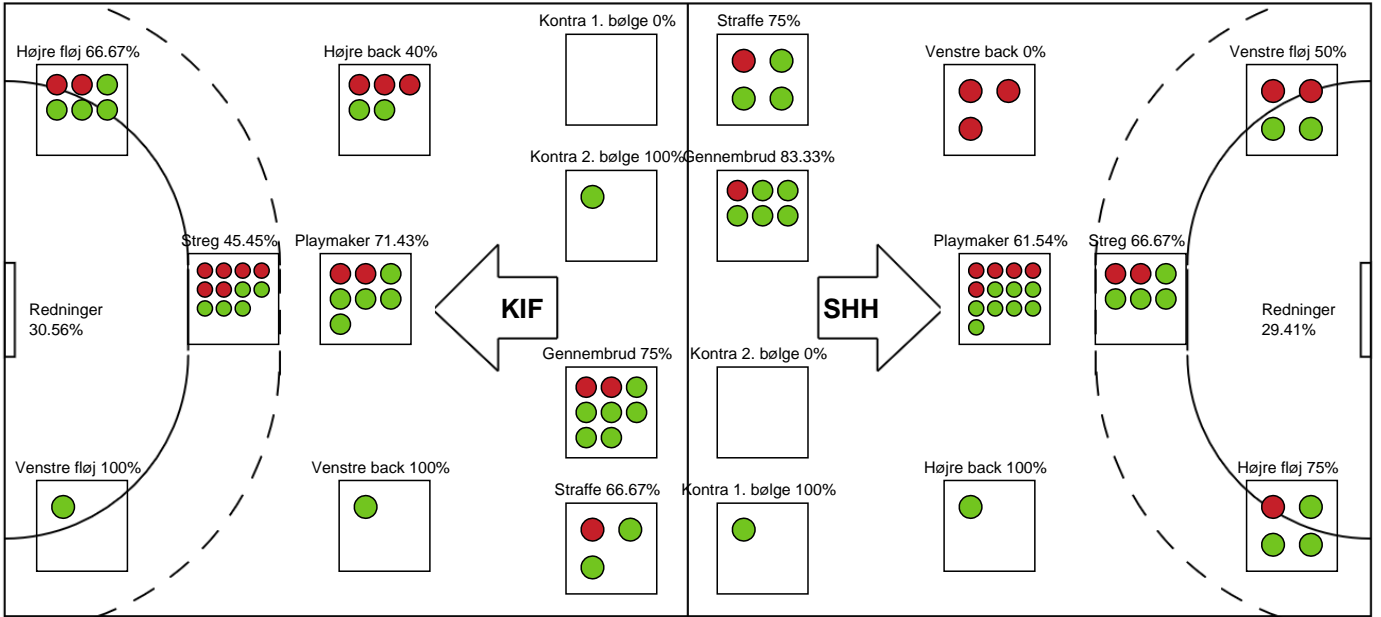 Kontra 1. bølge 0%
Straffe 75%
Højre fløj 66.67%
Højre back 40%
Venstre back 0%
Venstre fløj 50%
Kontra 2. bølge 100%
Gennembrud 83.33%
Streg 45.45%
Playmaker 71.43%
Playmaker 61.54%
Streg 66.67%
Redninger
30.56%
KIF
SHH
Redninger
29.41%
Gennembrud 75%
Kontra 2. bølge 0%
Venstre fløj 100%
Venstre back 100%
Højre back 100%
Højre fløj 75%
Straffe 66.67%
Kontra 1. bølge 100%